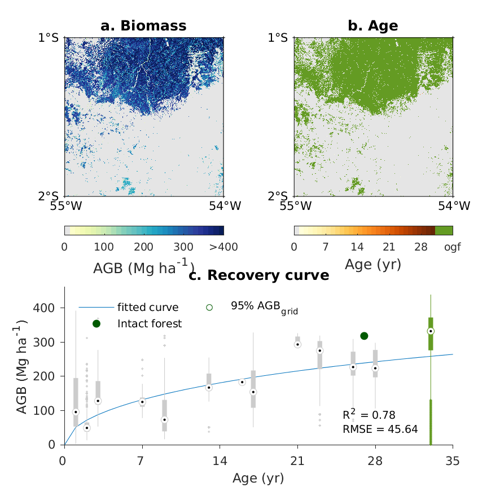 a. Biomass
b. Age
1°S
1°S
2°S
2°S
55°W
54°W
55°W
54°W
0 100 200 300 >400
0 7 14 21 28 ogf
AGB (Mg ha⁻¹)
Age (yr)
c. Recovery curve
fitted curve
95% AGB_grid
Intact forest
400
300
200
100
0
AGB (Mg ha⁻¹)
R² = 0.78
RMSE = 45.64
0 7 14 21 28 35
Age (yr)